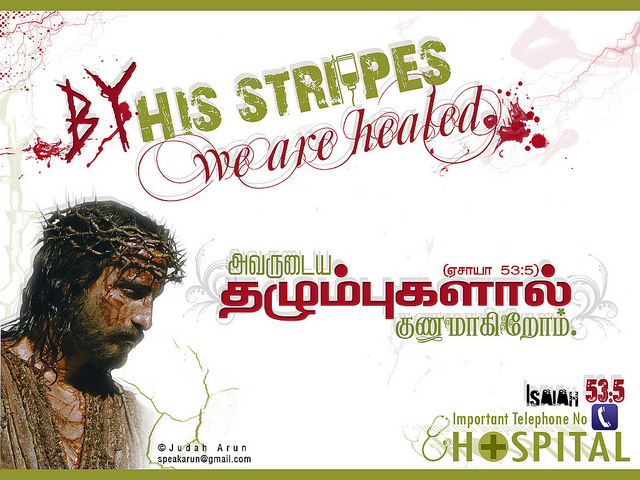 BY HIS STRIPES
we are healed.
அவருடைய
(ஏசாயா 53:5)
தழும்புகளால்
குணமாகிறோம்.
ISAIAH 53:5
Important Telephone No
& HOSPITAL
©Judah Arun
speakarun@gmail.com